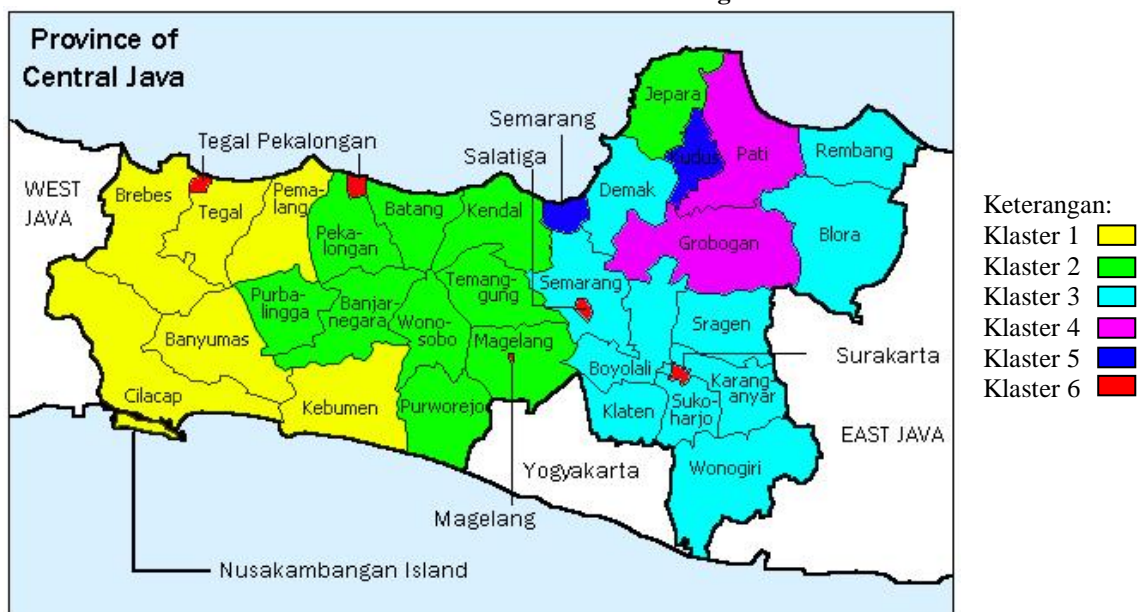 Province of
Central Java
Tegal Pekalongan
Semarang
Salatiga
WEST
JAVA
Brebes
Tegal
Pema-
lang
Peka-
longan
Batang
Kendal
Jepara
Kudus
Pati
Rembang
Demak
Blora
Grobogan
Semarang
Temang-
gung
Purba-
lingga
Banjar-
negara
Wono-
sobo
Magelang
Banyumas
Cilacap
Kebumen
Purworejo
Boyolali
Sragen
Klaten
Suko-
harjo
Karang-
anyar
Wonogiri
Surakarta
EAST JAVA
Yogyakarta
Magelang
Nusakambangan Island
Keterangan:
Klaster 1
Klaster 2
Klaster 3
Klaster 4
Klaster 5
Klaster 6